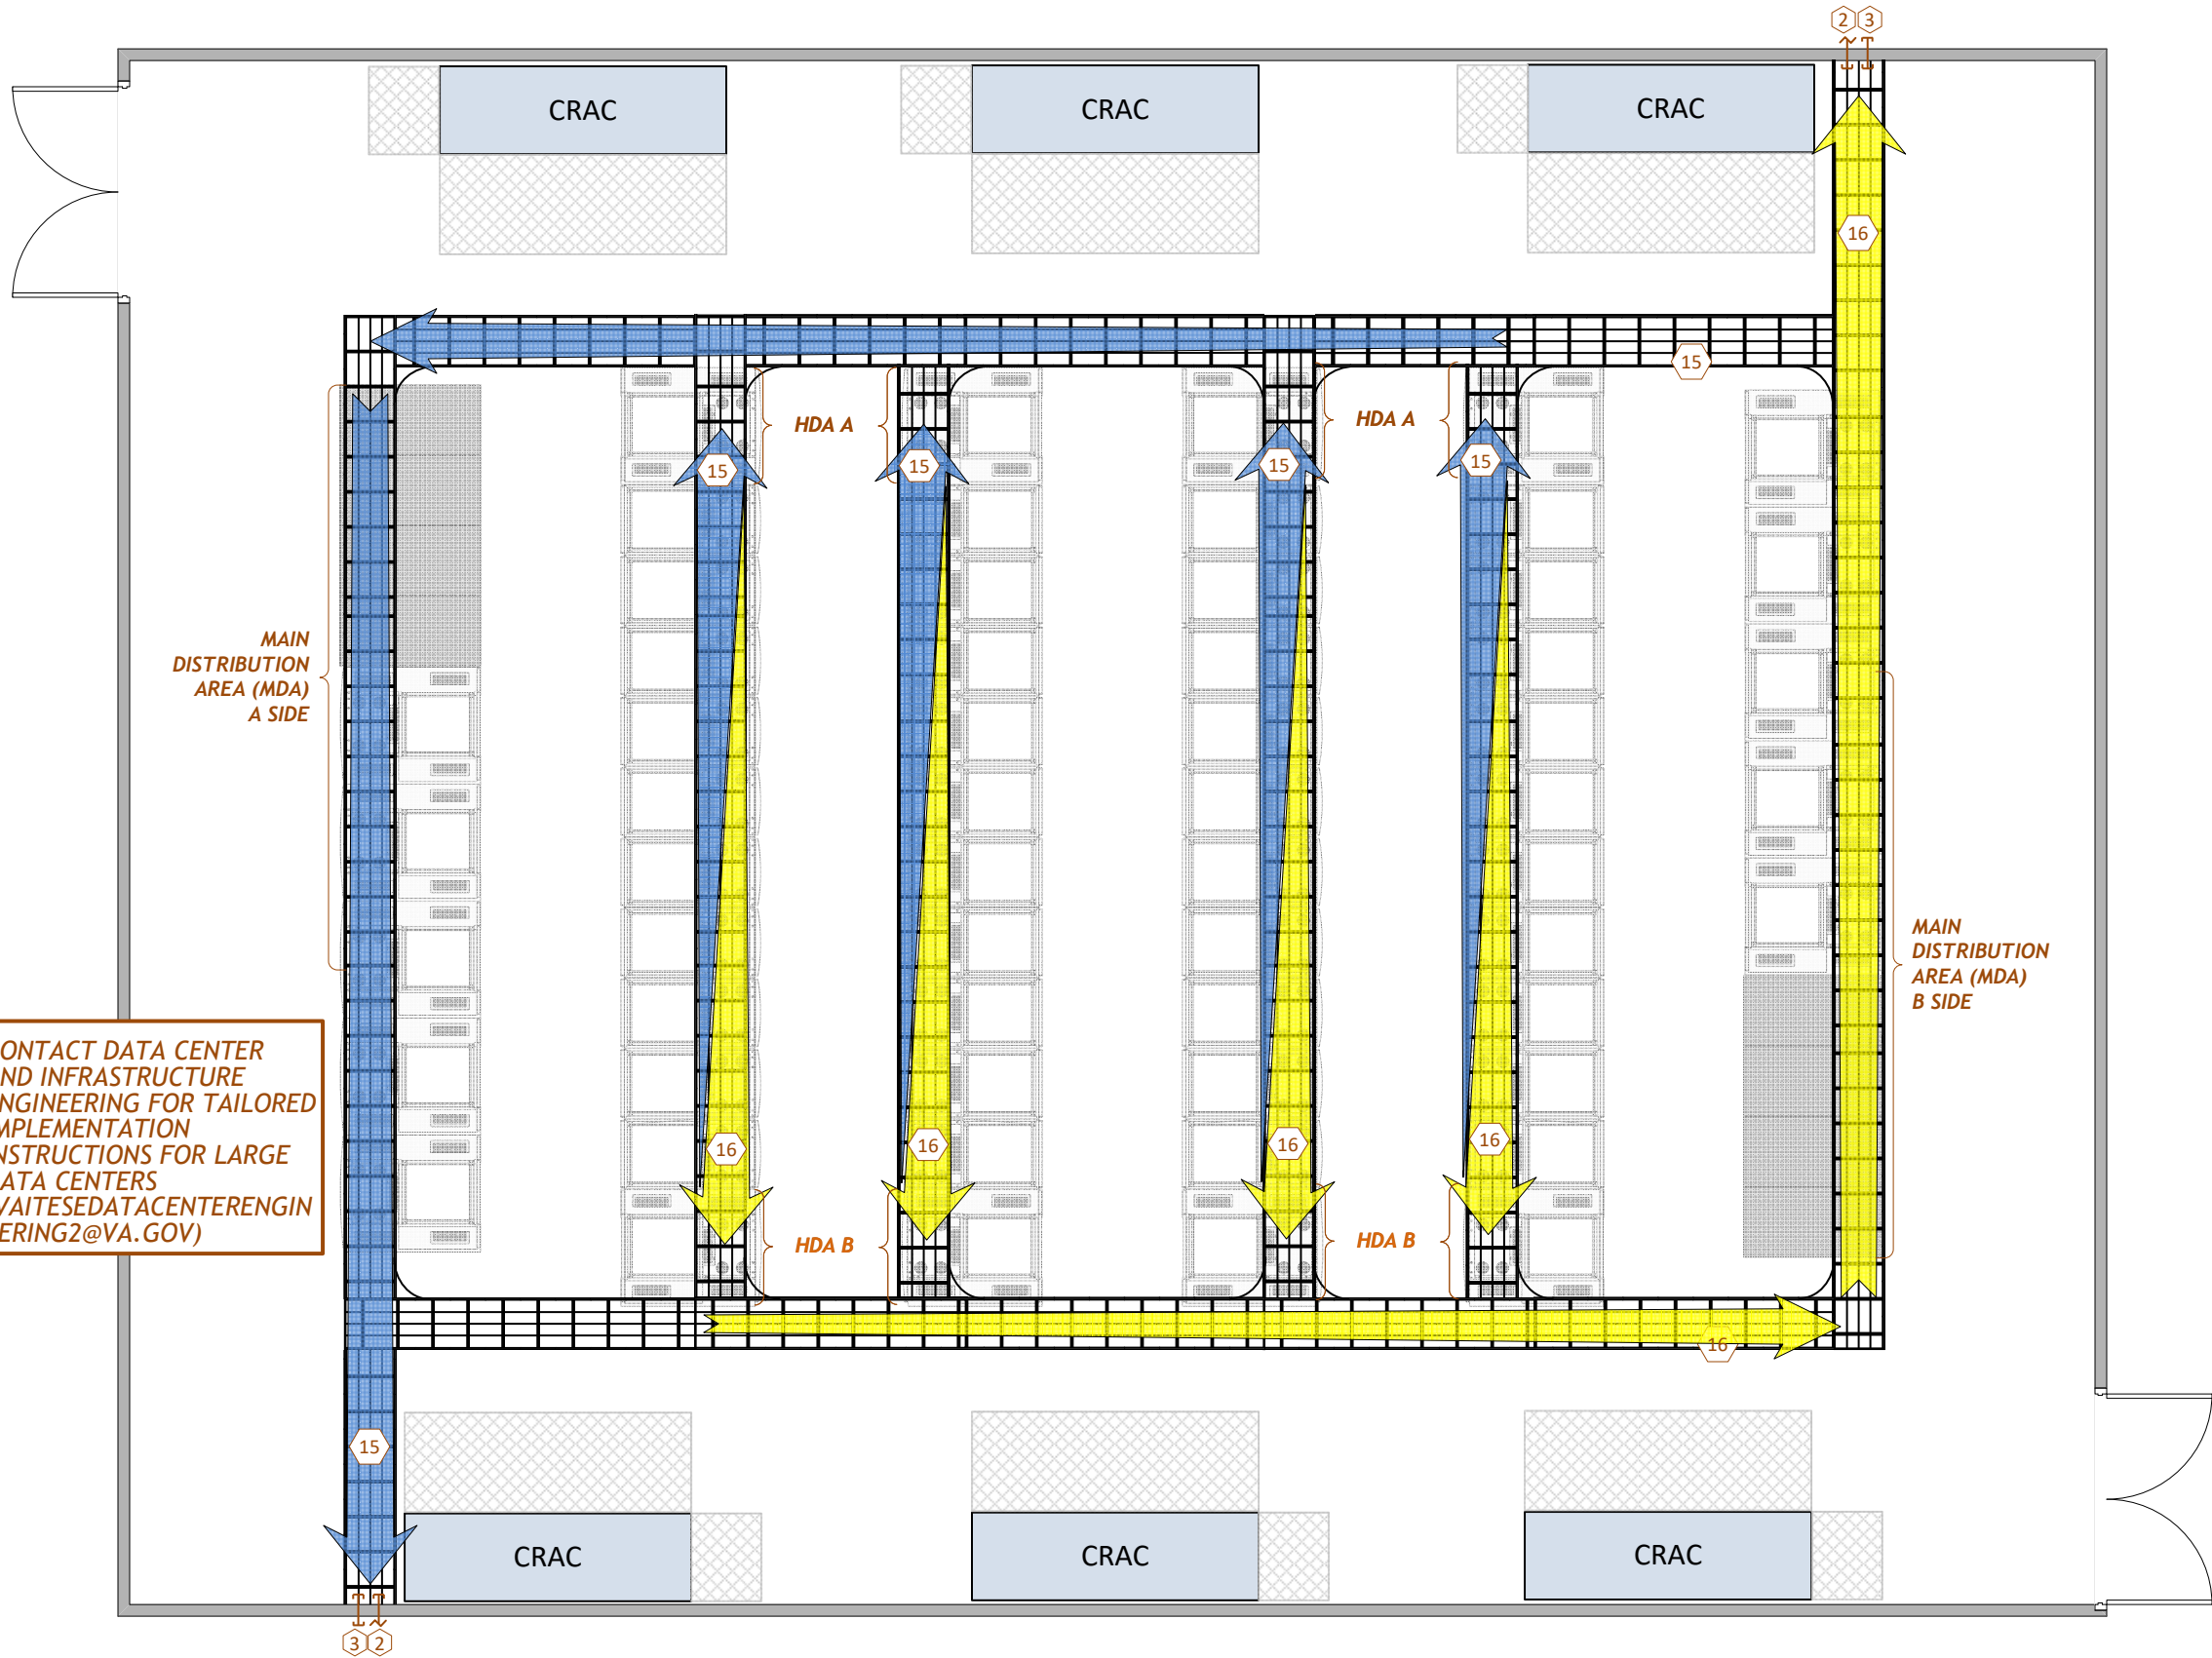 2 3
CRAC
CRAC
CRAC
16
15
HDA A
HDA A
15
15
15
15
MAIN
DISTRIBUTION
AREA (MDA)
A SIDE
MAIN
DISTRIBUTION
AREA (MDA)
B SIDE
ONTACT DATA CENTER
ND INFRASTRUCTURE
NGINEERING FOR TAILORED
MPLEMENTATION
NSTRUCTIONS FOR LARGE
ATA CENTERS
VAITESEDATACENTERENGIN
ERING2@VA.GOV)
16
16
16
16
HDA B
HDA B
16
15
CRAC
CRAC
CRAC
3 2